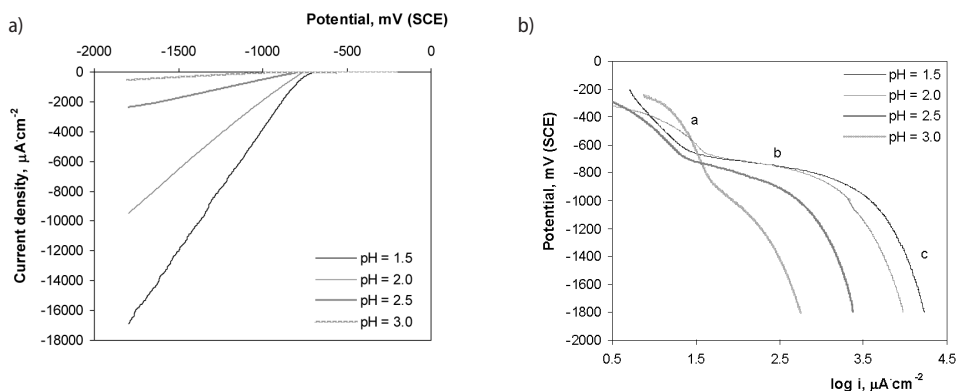 a)
Potential, mV (SCE)
-2000 -1500 -1000 -500 0
0
-2000
-4000
-6000
-8000
-10000
-12000
-14000
-16000
-18000
Current density, µA·cm-2
pH = 1.5
pH = 2.0
pH = 2.5
pH = 3.0
b)
0
-200
-400
-600
-800
-1000
-1200
-1400
-1600
-1800
-2000
Potential, mV (SCE)
pH = 1.5
pH = 2.0
pH = 2.5
pH = 3.0
a
b
c
0.5 1.5 2.5 3.5 4.5
log i, µA·cm-2